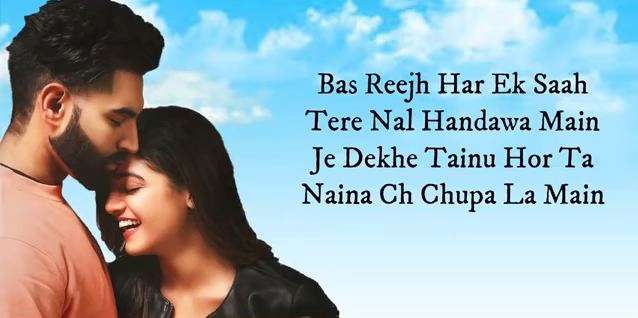 Bas Reejh Har Ek Saah
Tere Nal Handawa Main
Je Dekhe Tainu Hor Ta
Naina Ch Chupa La Main